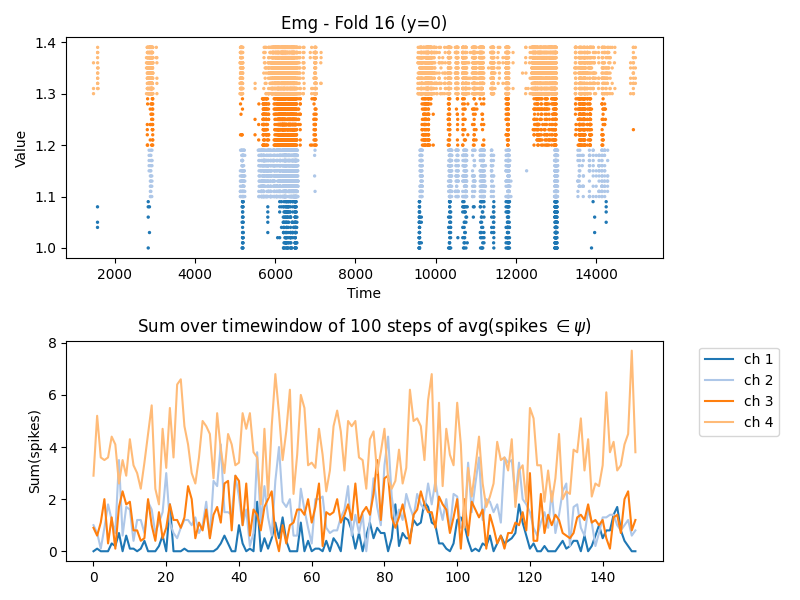 Emg - Fold 16 (y=0)
Value
1.4
1.3
1.2
1.1
1.0
2000 4000 6000 8000 10000 12000 14000
Time
Sum over timewindow of 100 steps of avg(spikes ∈ ψ)
Sum(spikes)
8
6
4
2
0
0 20 40 60 80 100 120 140
ch 1
ch 2
ch 3
ch 4